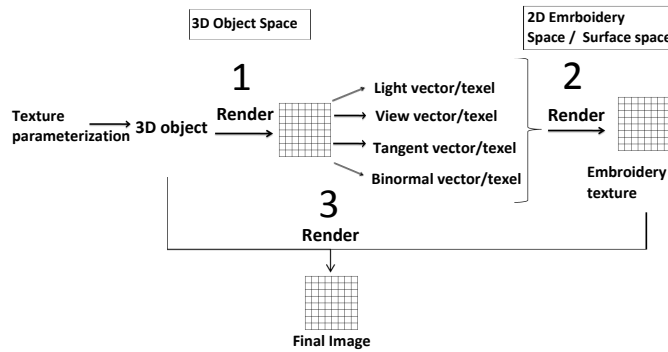 3D Object Space
2D Emrboidery
Space / Surface space
1
2
Light vector/texel
Render
View vector/texel
Render
Texture
parameterization
3D object
Tangent vector/texel
Binormal vector/texel
Embroidery
texture
3
Render
Final Image